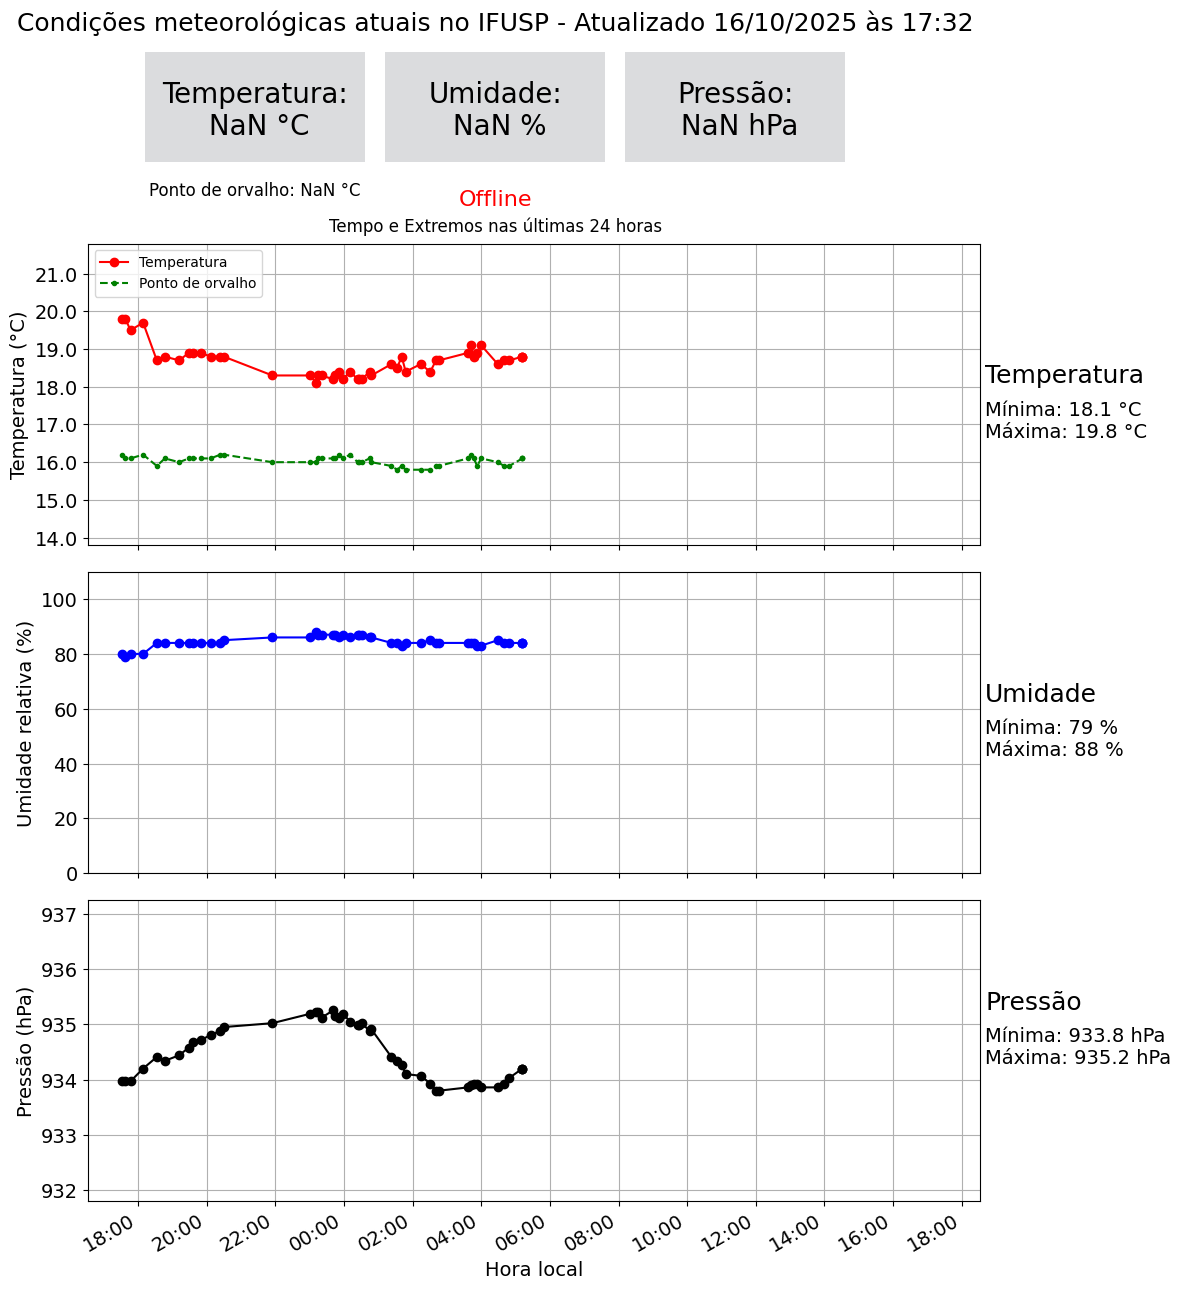 Condições meteorológicas atuais no IFUSP - Atualizado 16/10/2025 às 17:32
Temperatura:
NaN °C
Umidade:
NaN %
Pressão:
NaN hPa
Ponto de orvalho: NaN °C
Offline
Tempo e Extremos nas últimas 24 horas
Temperatura
Ponto de orvalho
Temperatura (°C)
21.0
20.0
19.0
18.0
17.0
16.0
15.0
14.0
Temperatura
Mínima: 18.1 °C
Máxima: 19.8 °C
Umidade relativa (%)
100
80
60
40
20
0
Umidade
Mínima: 79 %
Máxima: 88 %
Pressão (hPa)
937
936
935
934
933
932
Pressão
Mínima: 933.8 hPa
Máxima: 935.2 hPa
18:00 20:00 22:00 00:00 02:00 04:00 06:00 08:00 10:00 12:00 14:00 16:00 18:00
Hora local